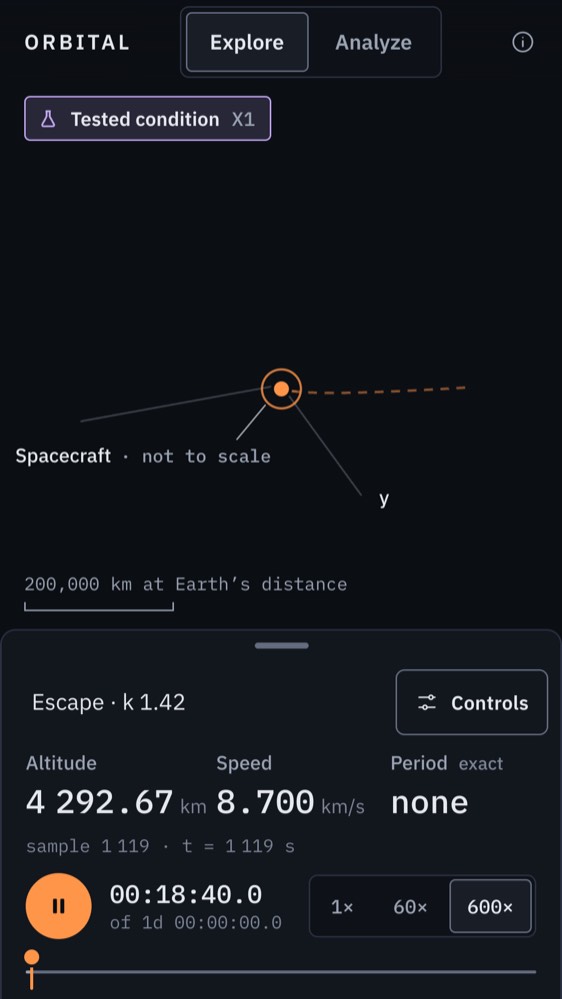 ORBITAL Explore Analyze
Tested condition X1
Spacecraft · not to scale
y
200,000 km at Earth’s distance
Escape · k 1.42 Controls
Altitude Speed Period exact
4 292.67 km 8.700 km/s none
sample 1 119 · t = 1 119 s
00:18:40.0
of 1d 00:00:00.0
1× 60× 600×